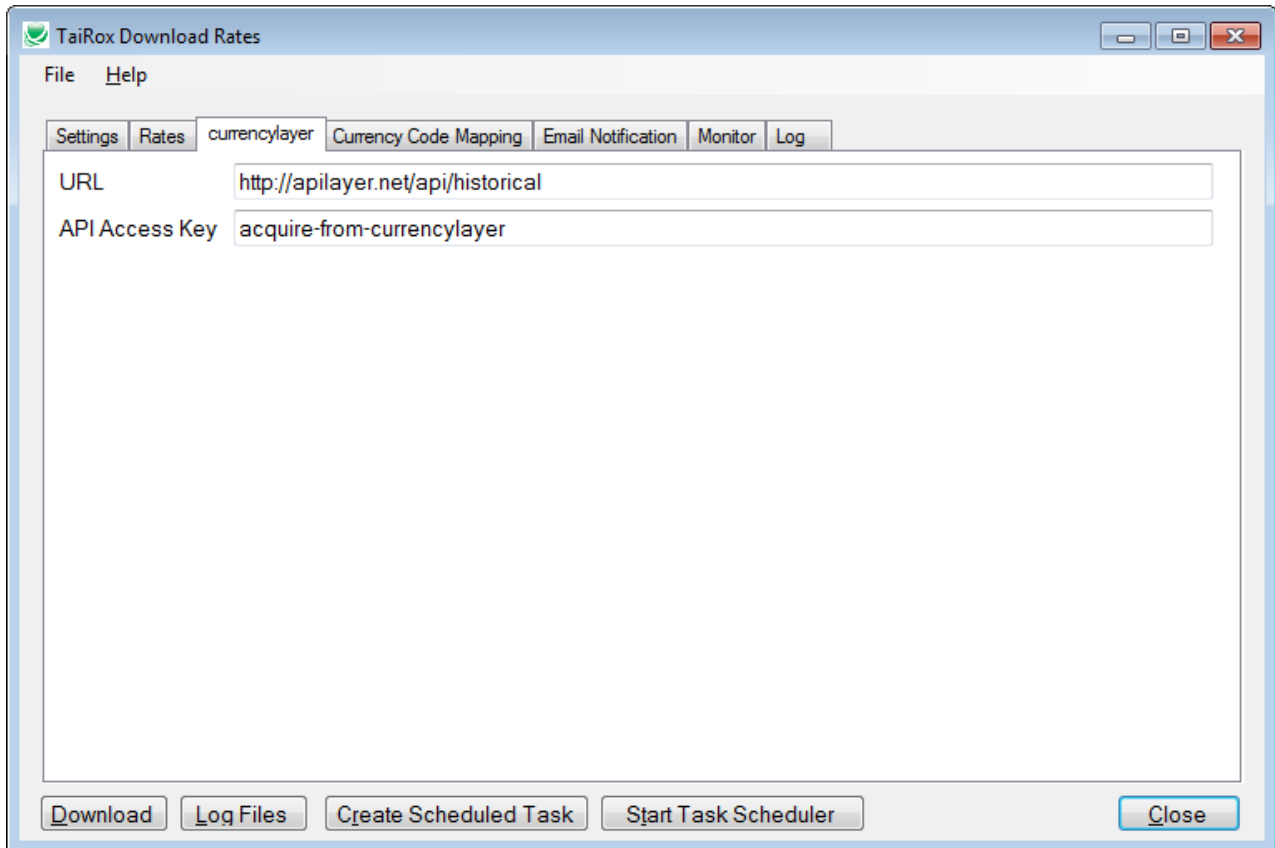 TaiRox Download Rates
File Help
Settings Rates currencylayer Currency Code Mapping Email Notification Monitor Log
URL http://apilayer.net/api/historical
API Access Key acquire-from-currencylayer
Download Log Files Create Scheduled Task Start Task Scheduler Close